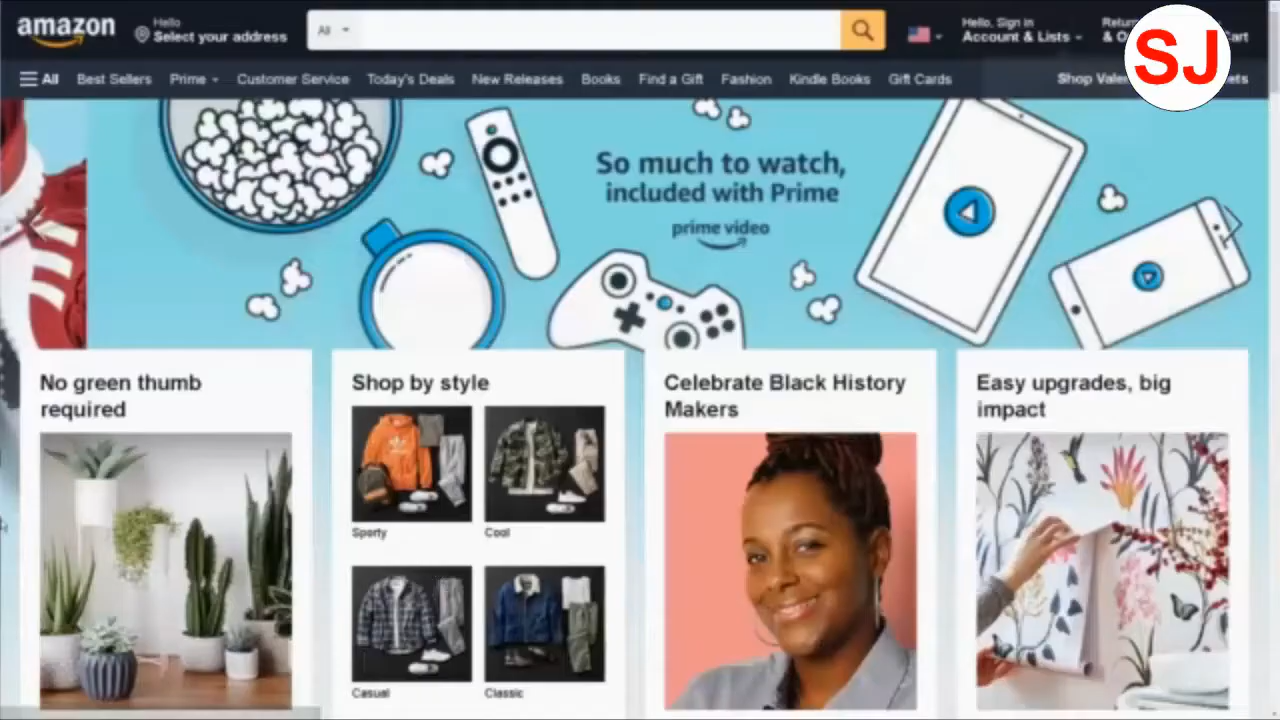 amazon
Hello
Select your address
All
Hello, Sign in
Account & Lists
& O
SJ
All
Best Sellers
Prime
Customer Service
Today's Deals
New Releases
Books
Find a Gift
Fashion
Kindle Books
Gift Cards
Shop
So much to watch,
included with Prime
prime video
No green thumb
required
Shop by style
Celebrate Black History
Makers
Easy upgrades, big
impact
Sporty
Cool
Casual
Classic